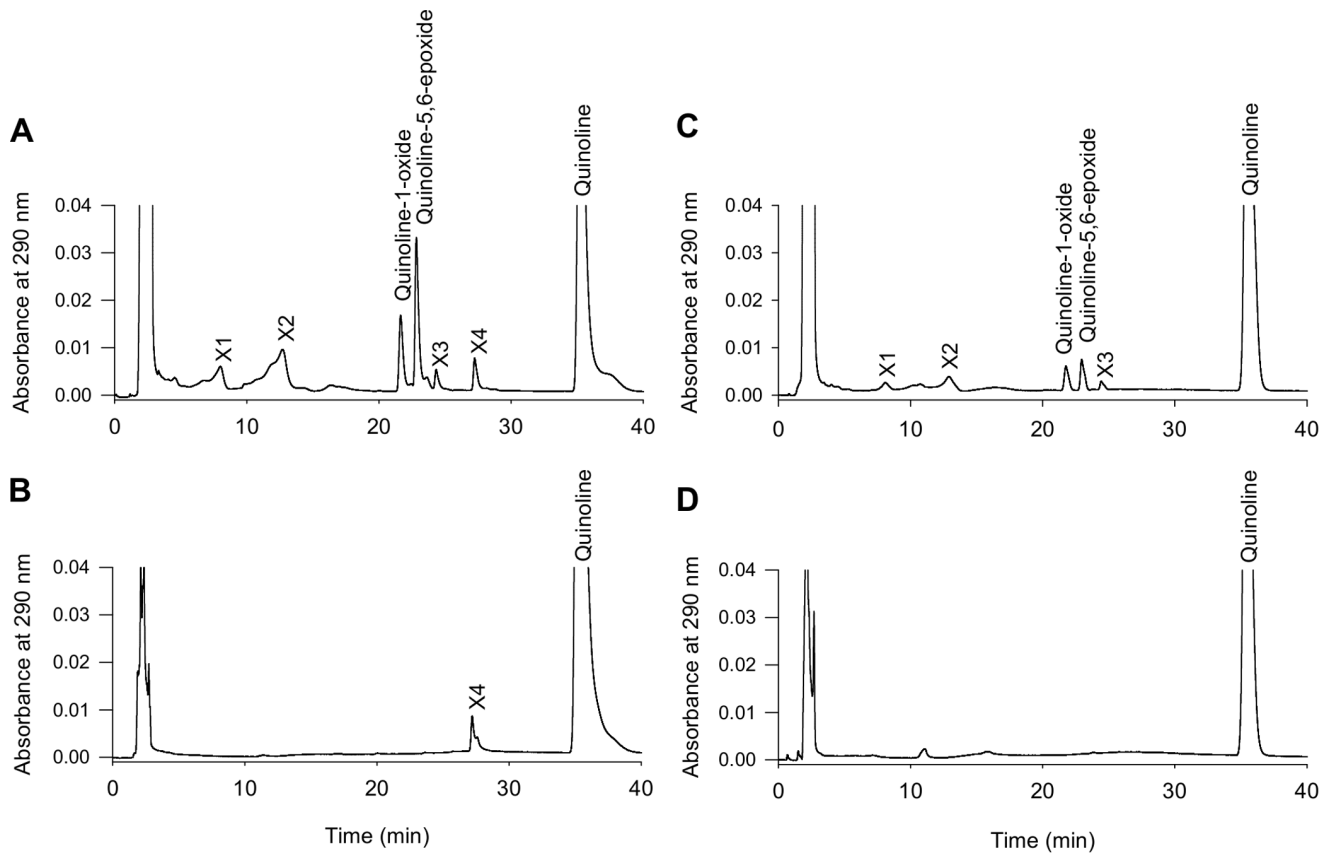 A
Absorbance at 290 nm
0.04
0.03
0.02
0.01
0.00
X1
X2
Quinoline-1-oxide
Quinoline-5,6-epoxide
X3
X4
Quinoline
0
10
20
30
40
C
Absorbance at 290 nm
0.04
0.03
0.02
0.01
0.00
X1
X2
Quinoline-1-oxide
Quinoline-5,6-epoxide
X3
Quinoline
0
10
20
30
40
B
Absorbance at 290 nm
0.04
0.03
0.02
0.01
0.00
X4
Quinoline
0
10
20
30
40
Time (min)
D
Absorbance at 290 nm
0.04
0.03
0.02
0.01
0.00
Quinoline
0
10
20
30
40
Time (min)